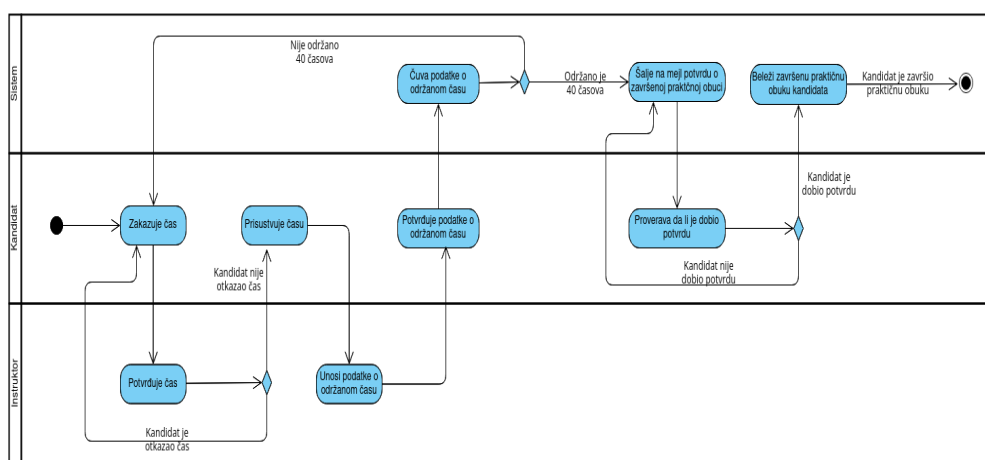 Sistem
Nije održano
40 časova
Čuva podatke o
održanom času
Održano je
40 časova
Šalje na mejl potvrdu o
završenoj praktčnoj obuci
Beleži završenu praktičnu
obuku kandidata
Kandidat je završio
praktičnu obuku
Kandidat
Zakazuje čas
Prisustvuje času
Potvrđuje podatke o
održanom času
Proverava da li je dobio
potvrdu
Kandidat je
dobio potvrdu
Kandidat nije
otkazao čas
Kandidat nije
dobio potvrdu
Instruktor
Potvrđuje čas
Unosi podatke o
održanom času
Kandidat je
otkazao čas